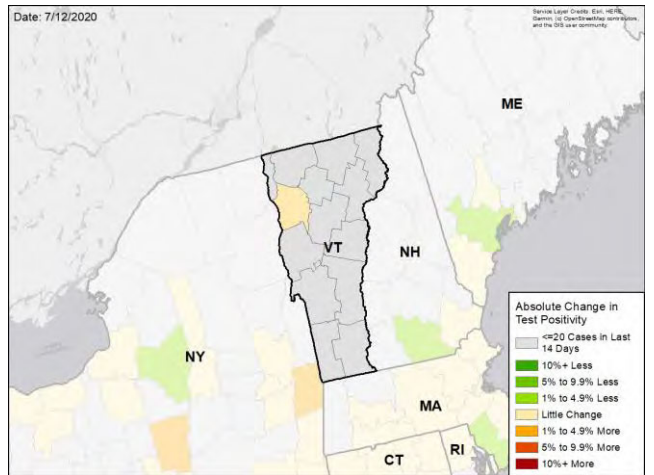 Date: 7/12/2020
Service Layer Credits: Esri, HERE,
Garmin, (c) OpenStreetMap contributors,
and the GIS user community
ME
VT
NH
NY
MA
CT
RI
Absolute Change in
Test Positivity
<=20 Cases in Last
14 Days
10%+ Less
5% to 9.9% Less
1% to 4.9% Less
Little Change
1% to 4.9% More
5% to 9.9% More
10%+ More